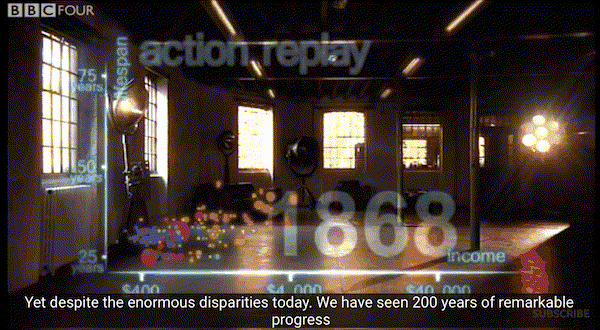 BBC FOUR
action replay
lifespan
75
years
50
years
1868
25
years
income
$400
$4 000
$40 000
SUBSCRIBE
Yet despite the enormous disparities today. We have seen 200 years of remarkable
progress